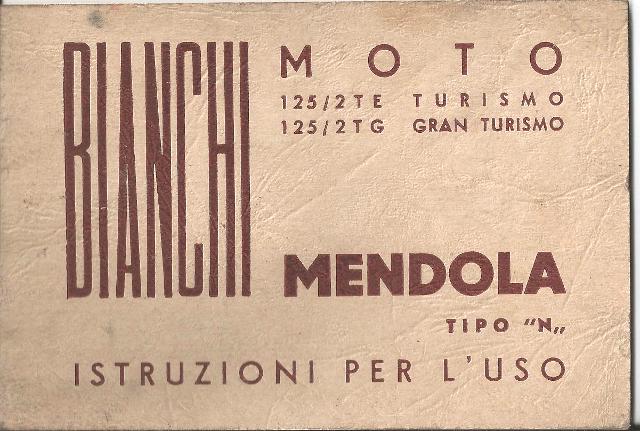 BIANCHI
MOTO
125/2TE TURISMO
125/2TG GRAN TURISMO
MENDOLA
TIPO "N„
ISTRUZIONI PER L'USO